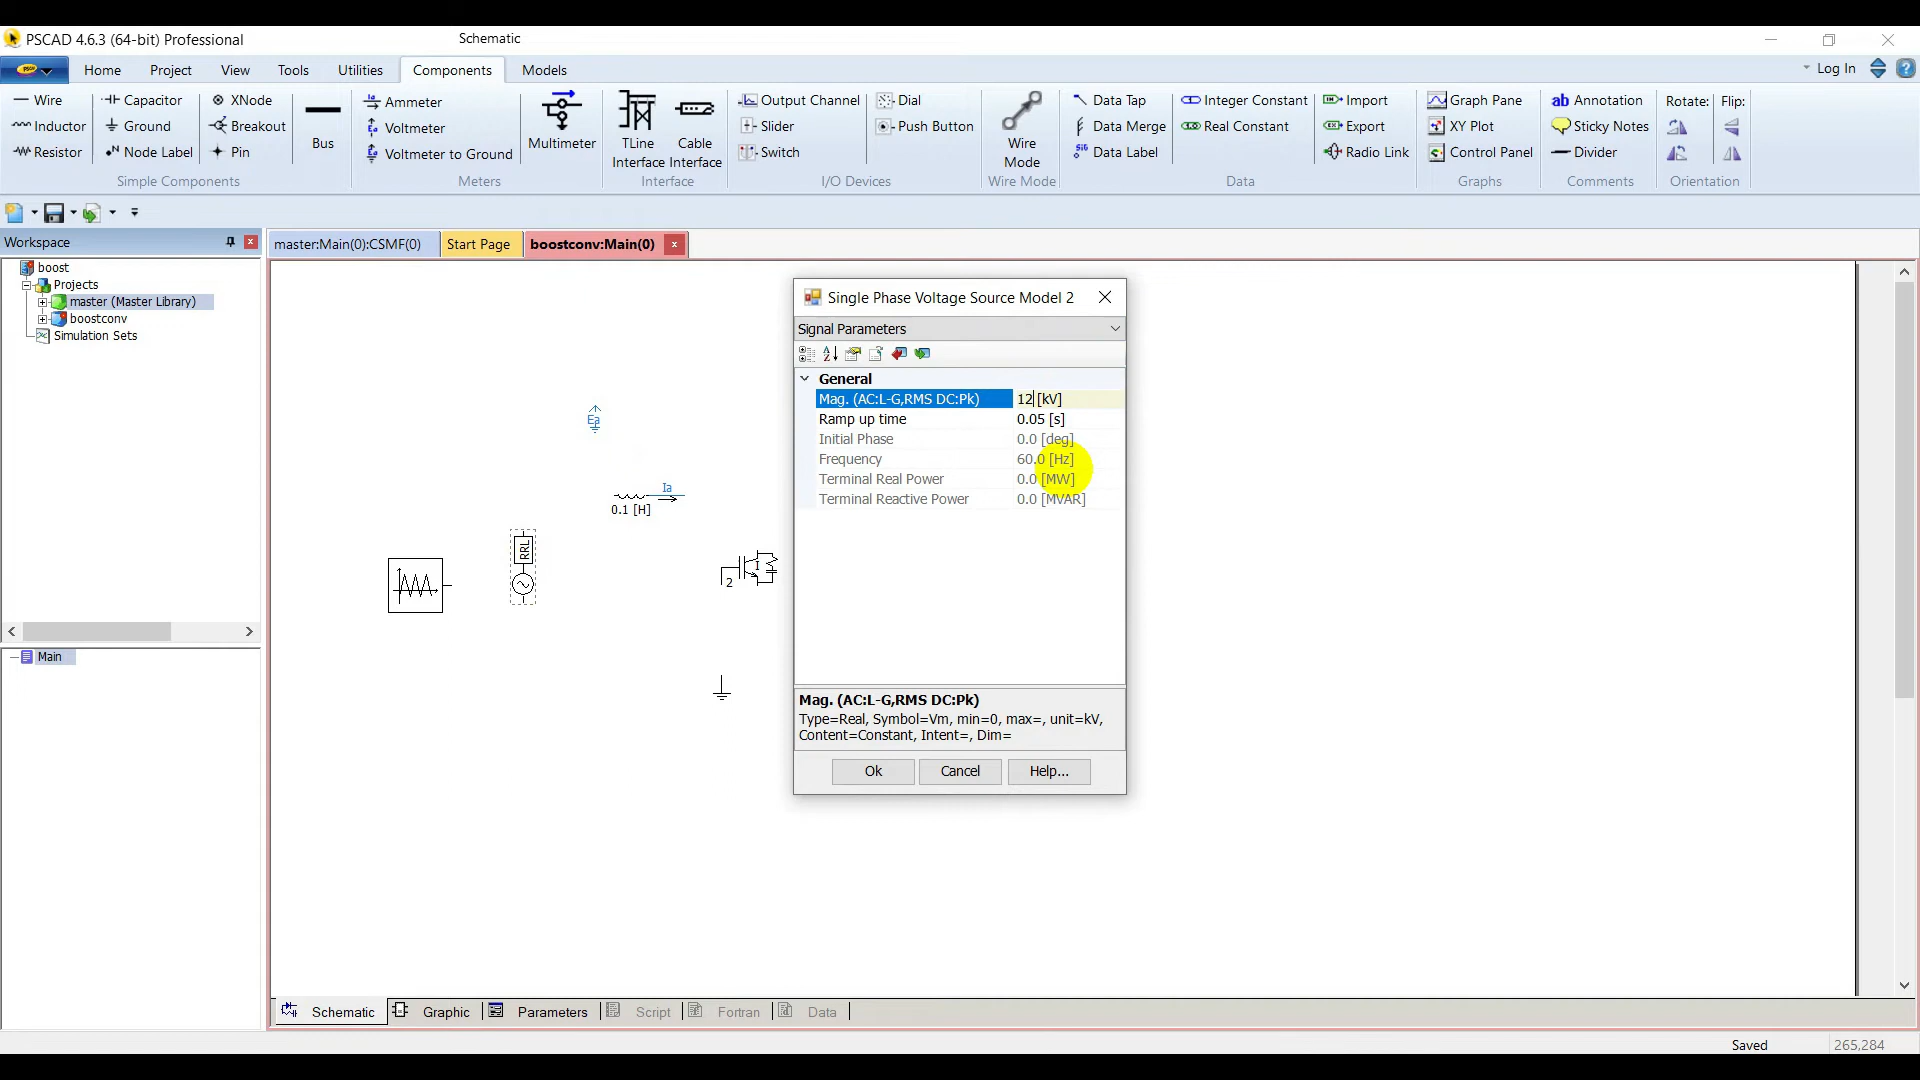 PSCAD 4.6.3 (64-bit) Professional
Schematic
Home
Project
View
Tools
Utilities
Components
Models
Log In
Wire
Capacitor
XNode
Inductor
Ground
Breakout
Resistor
Node Label
Pin
Simple Components
Bus
Ammeter
Voltmeter
Voltmeter to Ground
Meters
Multimeter
TLine Interface
Cable Interface
Interface
Output Channel
Dial
Slider
Push Button
Switch
I/O Devices
Wire Mode
Wire Mode
Data Tap
Integer Constant
Import
Data Merge
Real Constant
Export
Data Label
Radio Link
Data
Graph Pane
XY Plot
Control Panel
Graphs
Annotation
Sticky Notes
Divider
Comments
Rotate:
Flip:
Orientation
Workspace
boost
Projects
master (Master Library)
boostconv
Simulation Sets
Main
master:Main(0):CSMF(0)
Start Page
boostconv:Main(0)
Ea
Ia
0.1 [H]
RRL
I
2
Single Phase Voltage Source Model 2
Signal Parameters
General
Mag. (AC:L-G,RMS DC:Pk) 12 [kV]
Ramp up time 0.05 [s]
Initial Phase 0.0 [deg]
Frequency 60.0 [Hz]
Terminal Real Power 0.0 [MW]
Terminal Reactive Power 0.0 [MVAR]
Mag. (AC:L-G,RMS DC:Pk)
Type=Real, Symbol=Vm, min=0, max=, unit=kV,
Content=Constant, Intent=, Dim=
Ok
Cancel
Help...
Schematic
Graphic
Parameters
Script
Fortran
Data
Saved
265,284